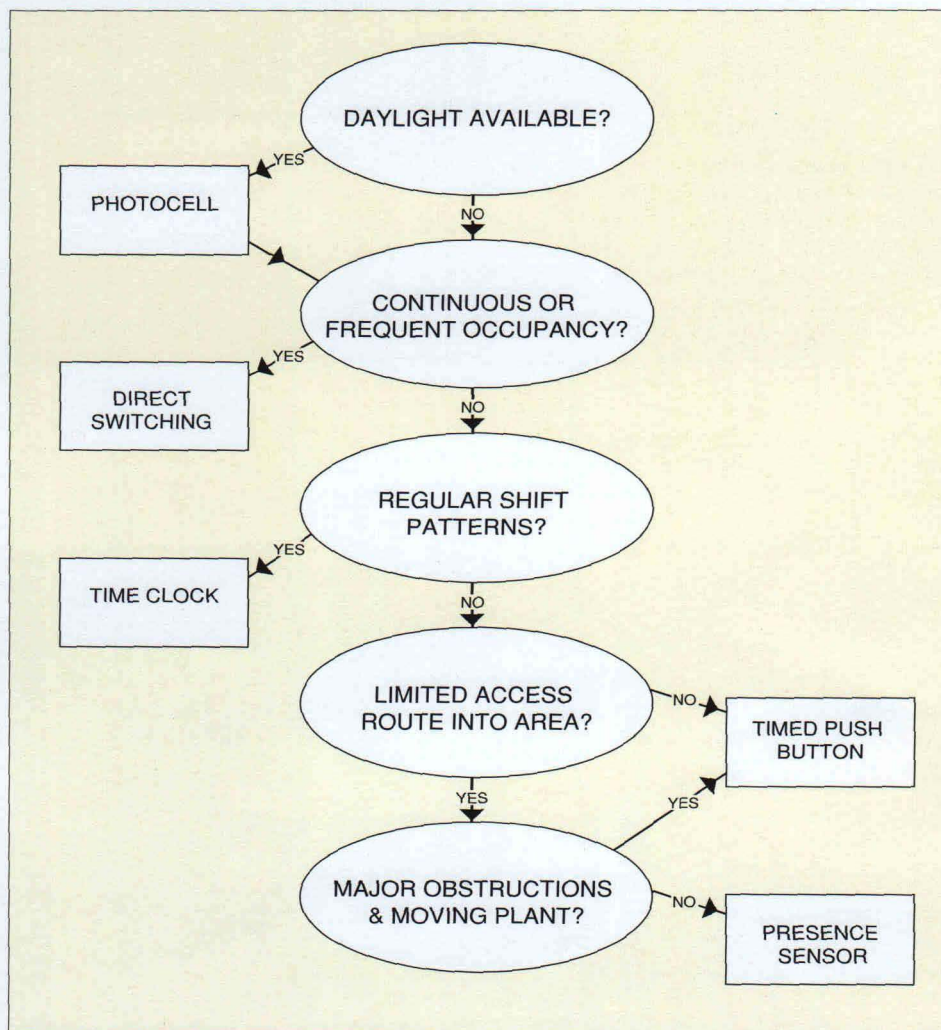 DAYLIGHT AVAILABLE?
YES
PHOTOCELL
NO
CONTINUOUS OR
FREQUENT OCCUPANCY?
YES
DIRECT
SWITCHING
NO
REGULAR SHIFT
PATTERNS?
YES
TIME CLOCK
NO
LIMITED ACCESS
ROUTE INTO AREA?
NO
TIMED PUSH
BUTTON
YES
YES
MAJOR OBSTRUCTIONS
& MOVING PLANT?
NO
PRESENCE
SENSOR